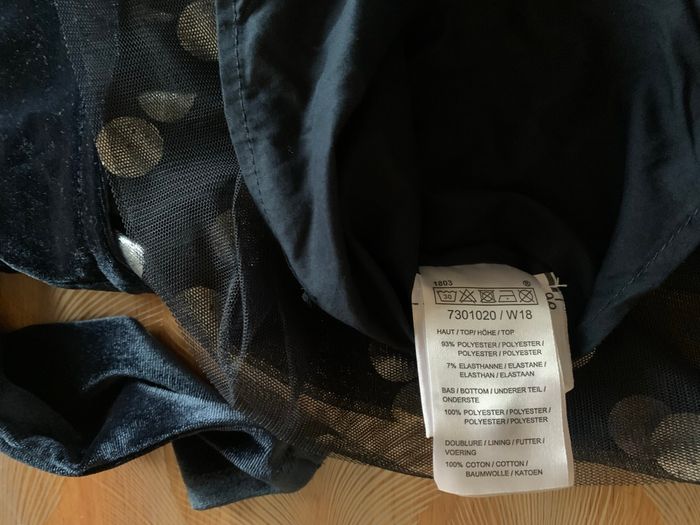 1803
®
30
7301020 / W18
HAUT / TOP / HÖHE / TOP
93% POLYESTER / POLYESTER /
POLYESTER / POLYESTER
7% ELASTHANNE / ELASTANE /
ELASTHAN / ELASTAAN
BAS / BOTTOM / UNDERER TEIL /
ONDERSTE
100% POLYESTER / POLYESTER /
POLYESTER / POLYESTER
DOUBLURE / LINING / FUTTER /
VOERING
100% COTON / COTTON /
BAUMWOLLE / KATOEN